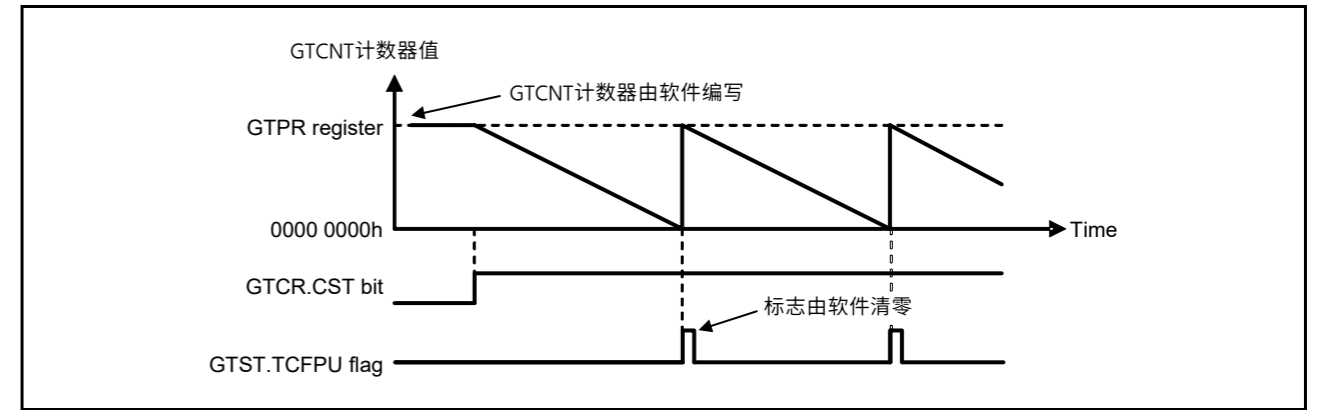 GTCNT计数器值
GTCNT计数器由软件编写
GTPR register
0000 0000h
Time
GTCR.CST bit
标志由软件清零
GTST.TCFPU flag